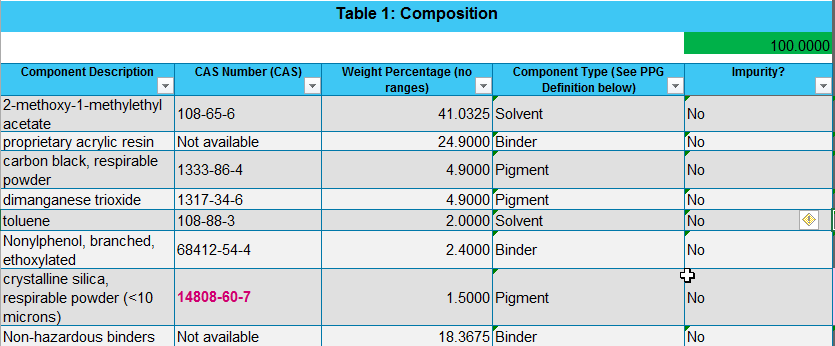 Table 1: Composition
100.0000
Component Description CAS Number (CAS) Weight Percentage (no ranges) Component Type (See PPG Definition below) Impurity?
2-methoxy-1-methylethyl acetate 108-65-6 41.0325 Solvent No
proprietary acrylic resin Not available 24.9000 Binder No
carbon black, respirable powder 1333-86-4 4.9000 Pigment No
dimanganese trioxide 1317-34-6 4.9000 Pigment No
toluene 108-88-3 2.0000 Solvent No
Nonylphenol, branched, ethoxylated 68412-54-4 2.4000 Binder No
crystalline silica, respirable powder (<10 microns) 14808-60-7 1.5000 Pigment No
Non-hazardous binders Not available 18.3675 Binder No